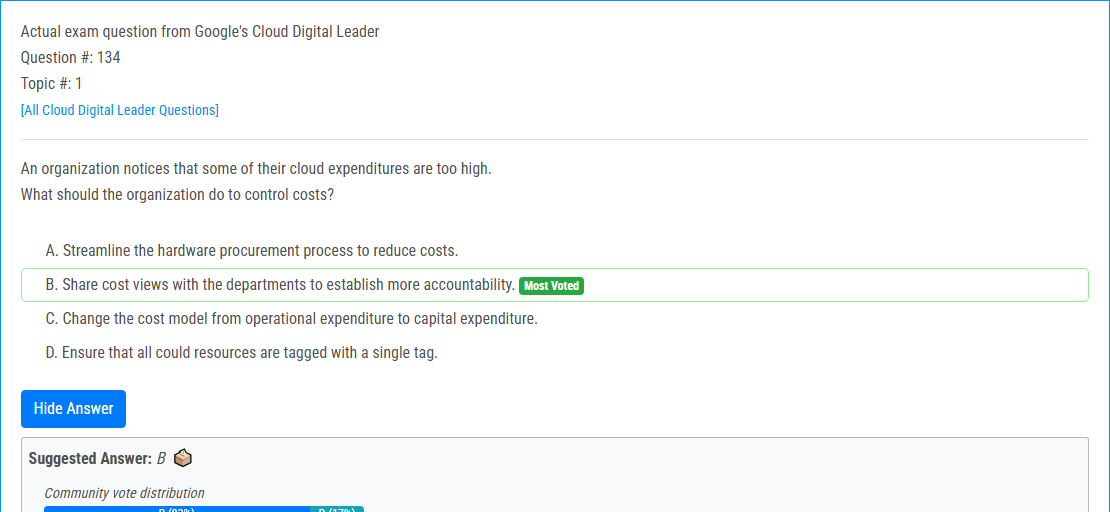 Actual exam question from Google's Cloud Digital Leader
Question #: 134
Topic #: 1
[All Cloud Digital Leader Questions]
An organization notices that some of their cloud expenditures are too high.
What should the organization do to control costs?
A. Streamline the hardware procurement process to reduce costs.
B. Share cost views with the departments to establish more accountability. Most Voted
C. Change the cost model from operational expenditure to capital expenditure.
D. Ensure that all could resources are tagged with a single tag.
Hide Answer
Suggested Answer: B
Community vote distribution